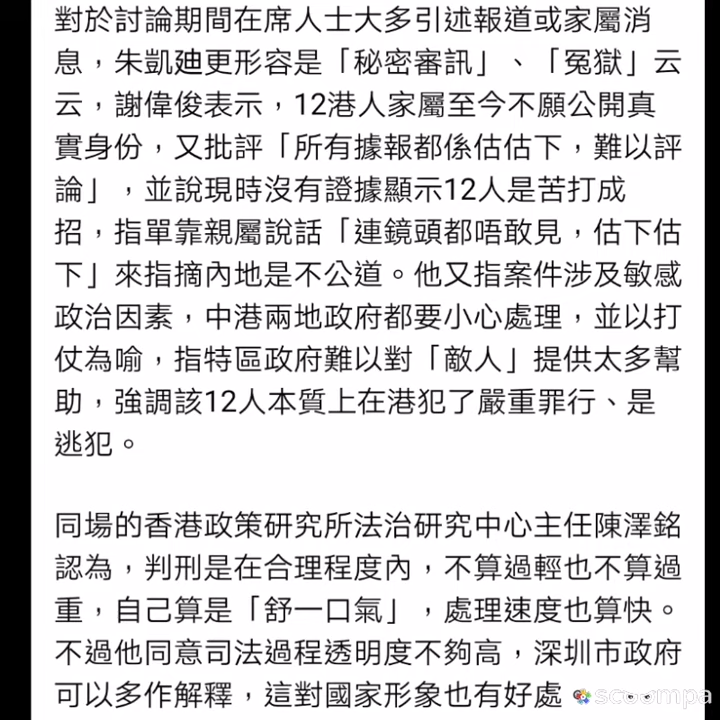 對於討論期間在席人士大多引述報道或家屬消
息，朱凱廸更形容是「秘密審訊」、「冤獄」云
云，謝偉俊表示，12港人家屬至今不願公開真
實身份，又批評「所有據報都係估估下，難以評
論」，並說現時沒有證據顯示12人是苦打成
招，指單靠親屬說話「連鏡頭都唔敢見，估下估
下」來指摘內地是不公道。他又指案件涉及敏感
政治因素，中港兩地政府都要小心處理，並以打
仗為喻，指特區政府難以對「敵人」提供太多幫
助，強調該12人本質上在港犯了嚴重罪行、是
逃犯。
同場的香港政策研究所法治研究中心主任陳澤銘
認為，判刑是在合理程度內，不算過輕也不算過
重，自己算是「舒一口氣」，處理速度也算快。
不過他同意司法過程透明度不夠高，深圳市政府
可以多作解釋，這對國家形象也有好處